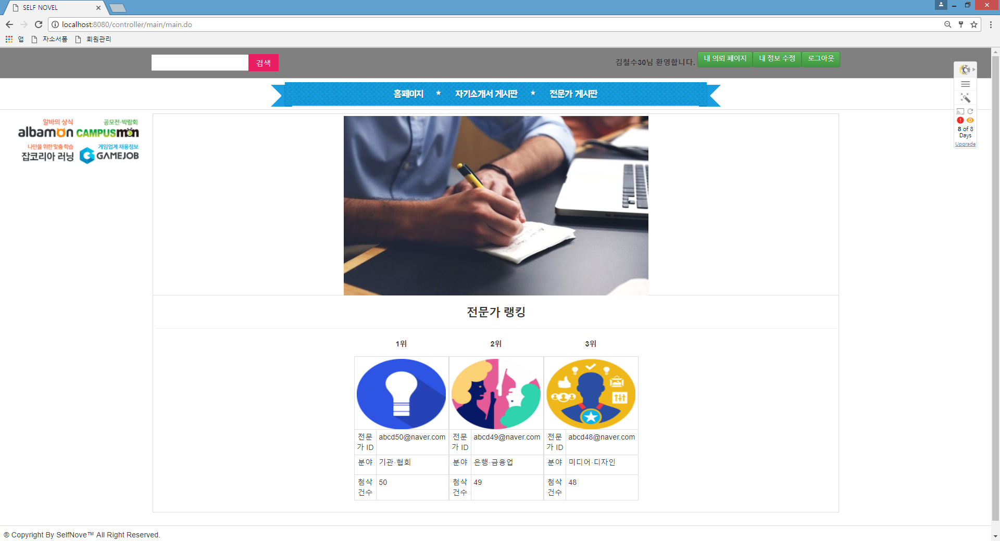 SELF NOVEL
localhost:8080/controller/main/main.do
앱 자소서폼 회원관리
검색 김철수30님 환영합니다. 내 의뢰 페이지 내 정보 수정 로그아웃
홈페이지 자기소개서 게시판 전문가 게시판
알바의 상식 공모전·박람회
albamon CAMPUSmon
나만을 위한 맞춤 학습 게임업계 채용정보
잡코리아 러닝 GAMEJOB
8 of 8
Days
Upgrade
전문가 랭킹
1위 2위 3위
전문가 ID abcd50@naver.com 전문가 ID abcd49@naver.com 전문가 ID abcd48@naver.com
분야 기관·협회 분야 은행·금융업 분야 미디어·디자인
첨삭건수 50 첨삭건수 49 첨삭건수 48
® Copyright By SelfNove™ All Right Reserved.